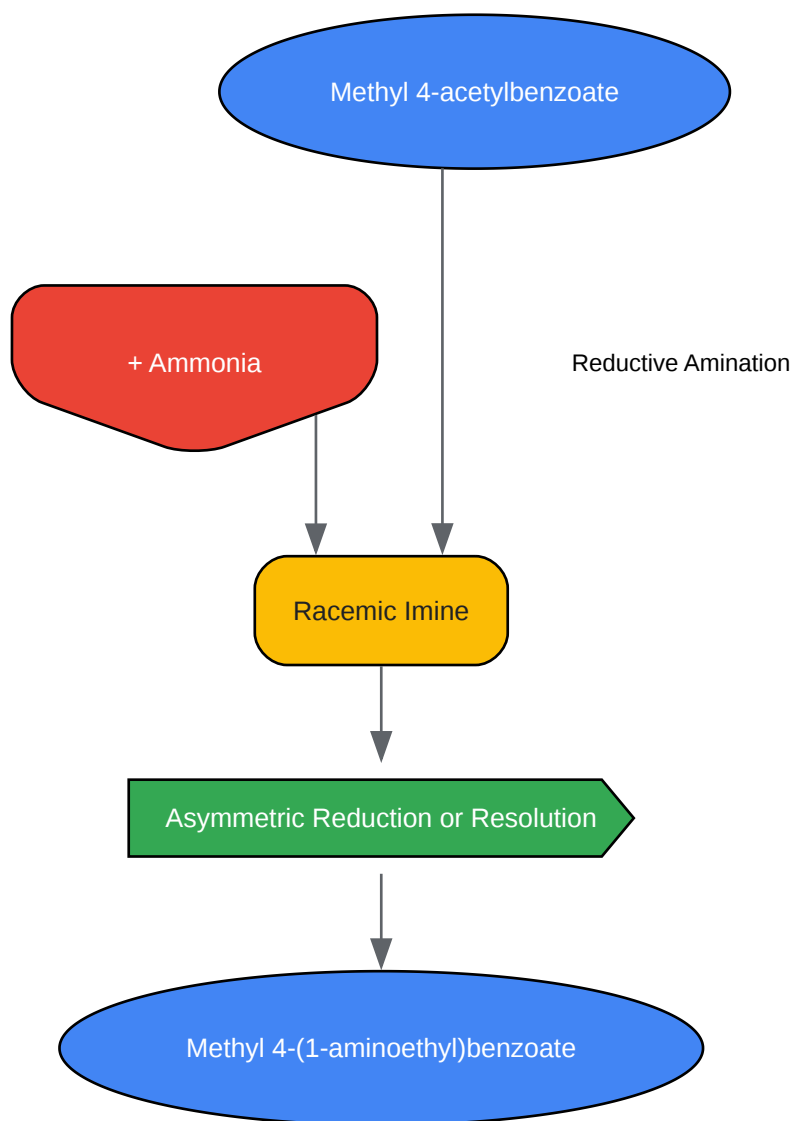 Methyl 4-acetylbenzoate
+ Ammonia
Reductive Amination
Racemic Imine
Asymmetric Reduction or Resolution
Methyl 4-(1-aminoethyl)benzoate